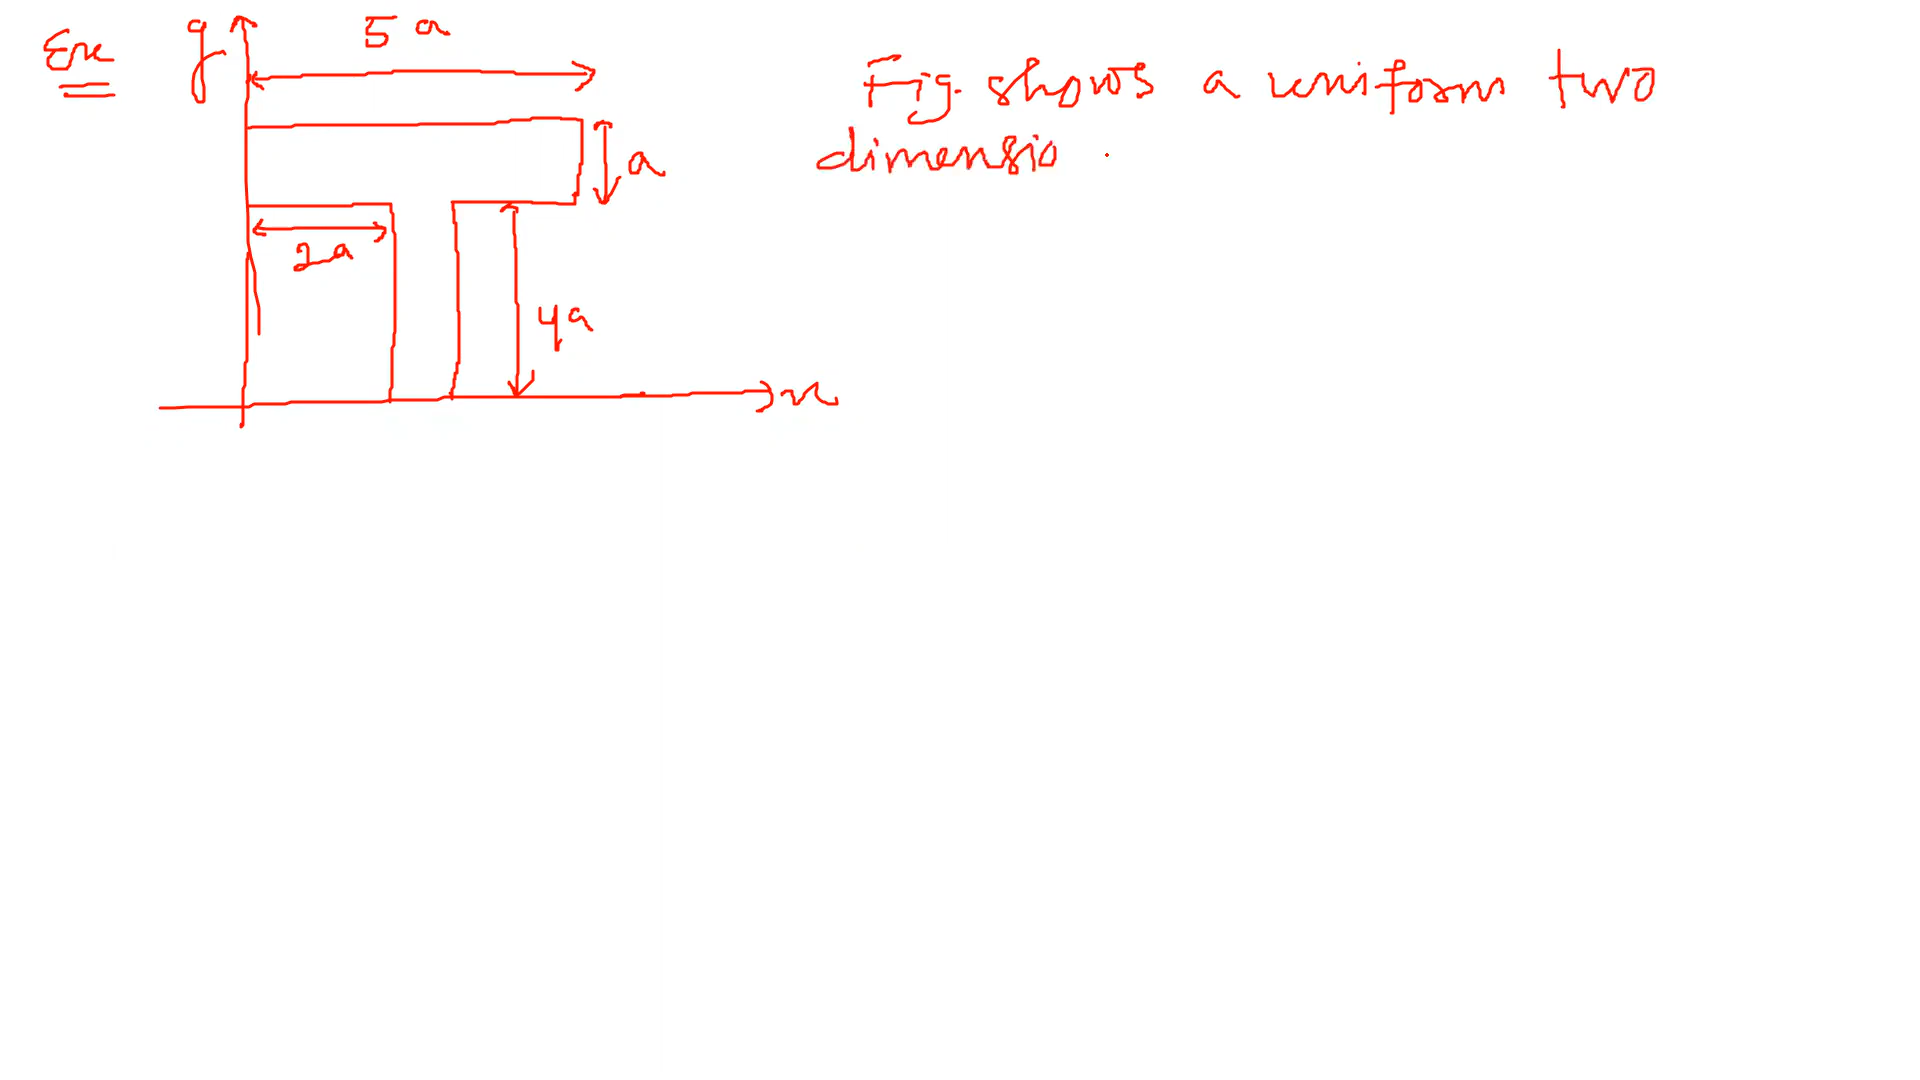 Ex
y
5a
Fig. shows a uniform two
dimensio
a
2a
4a
x